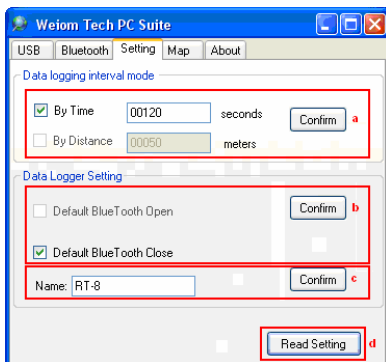 Weiom Tech PC Suite
USB Bluetooth Setting Map About
Data logging interval mode
By Time 00120 seconds Confirm a
By Distance 00050 meters
Data Logger Setting
Default BlueTooth Open Confirm b
Default BlueTooth Close
Name: RT-8 Confirm c
Read Setting d